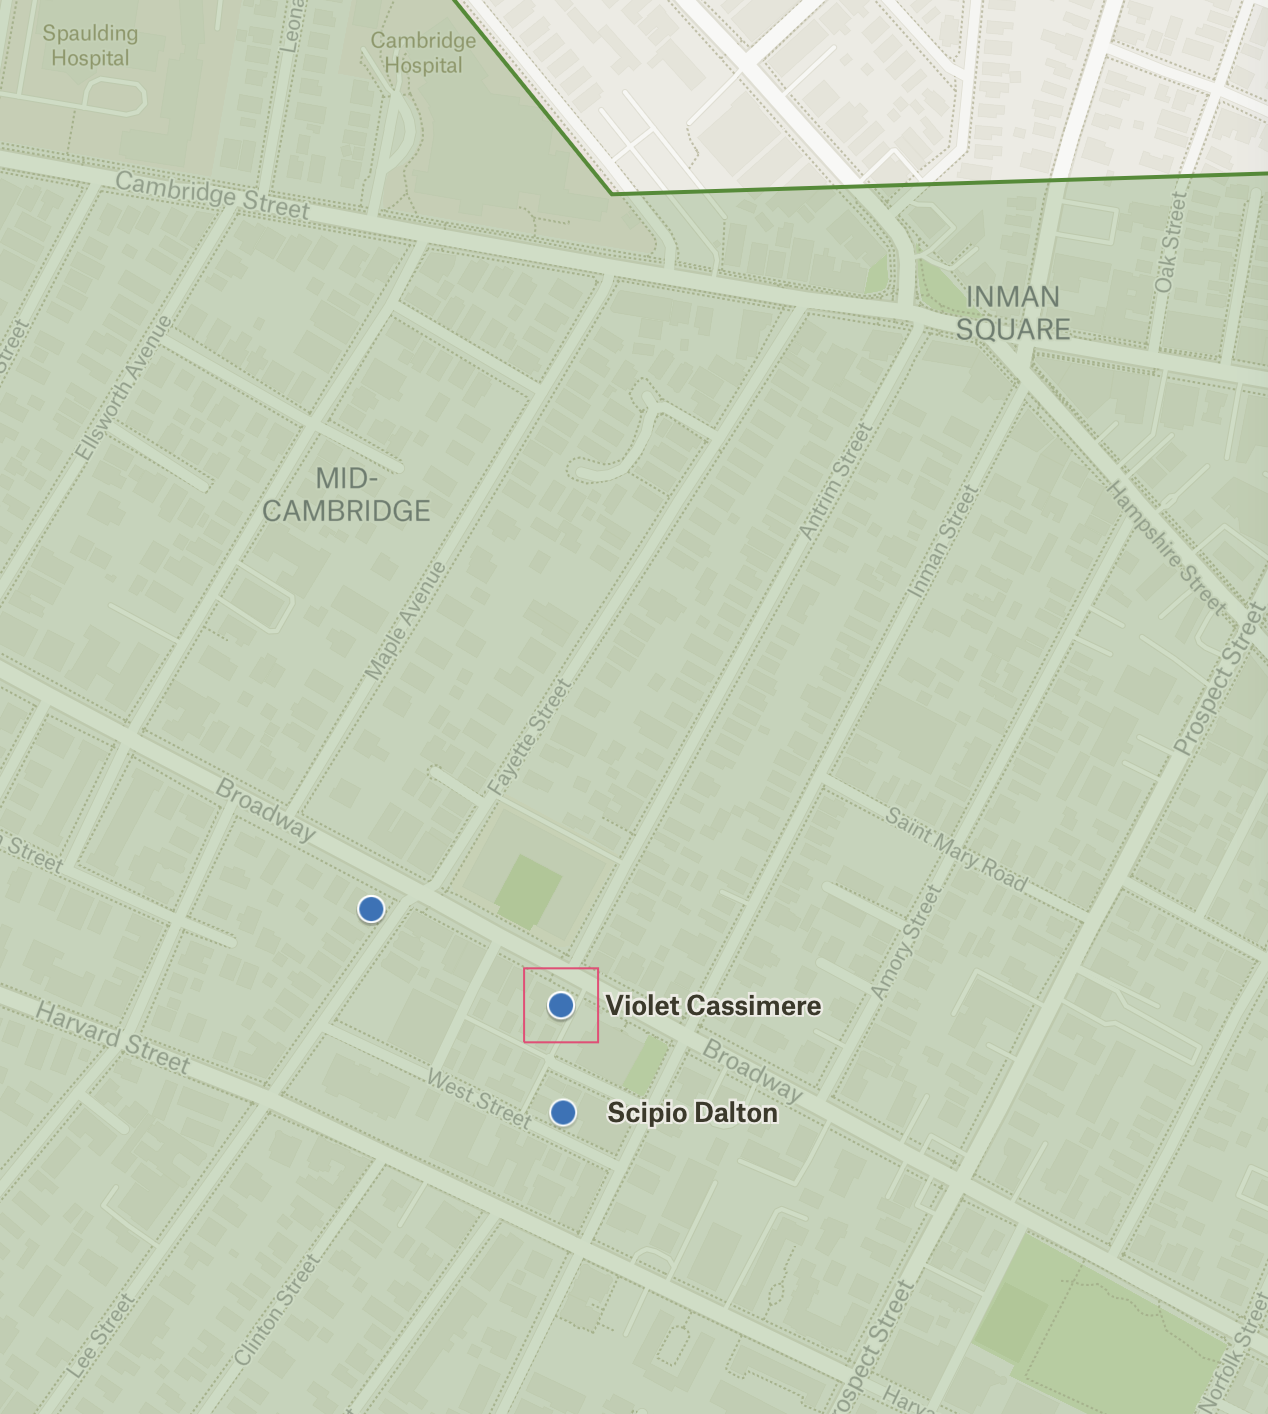 Spaulding
Hospital
Cambridge
Hospital
Cambridge Street
Oak Street
INMAN
SQUARE
Street
Ellsworth Avenue
MID-
CAMBRIDGE
Antrim Street
Inman Street
Hampshire Street
Maple Avenue
Prospect Street
Fayette Street
Broadway
Saint Mary Road
Street
Amory Street
Harvard Street
Violet Cassimere
Broadway
West Street
Scipio Dalton
Lee Street
Clinton Street
Prospect Street
Norfolk Street